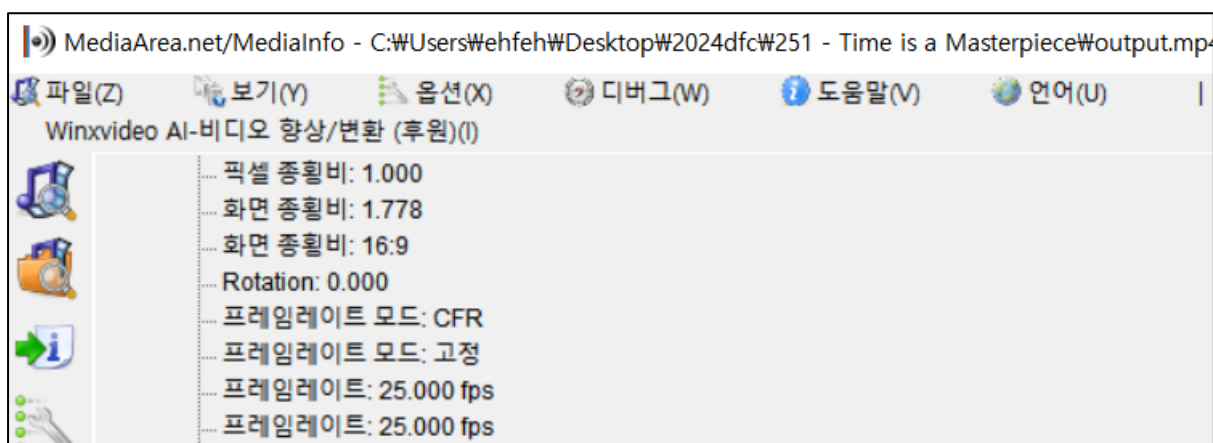 MediaArea.net/MediaInfo - C:₩Users₩ehfeh₩Desktop₩2024dfc₩251 - Time is a Masterpiece₩output.mp4
파일(Z) 보기(Y) 옵션(X) 디버그(W) 도움말(V) 언어(U) |
Winxvideo AI-비디오 향상/변환 (후원)(I)
픽셀 종횡비: 1.000
화면 종횡비: 1.778
화면 종횡비: 16:9
Rotation: 0.000
프레임레이트 모드: CFR
프레임레이트 모드: 고정
프레임레이트: 25.000 fps
프레임레이트: 25.000 fps